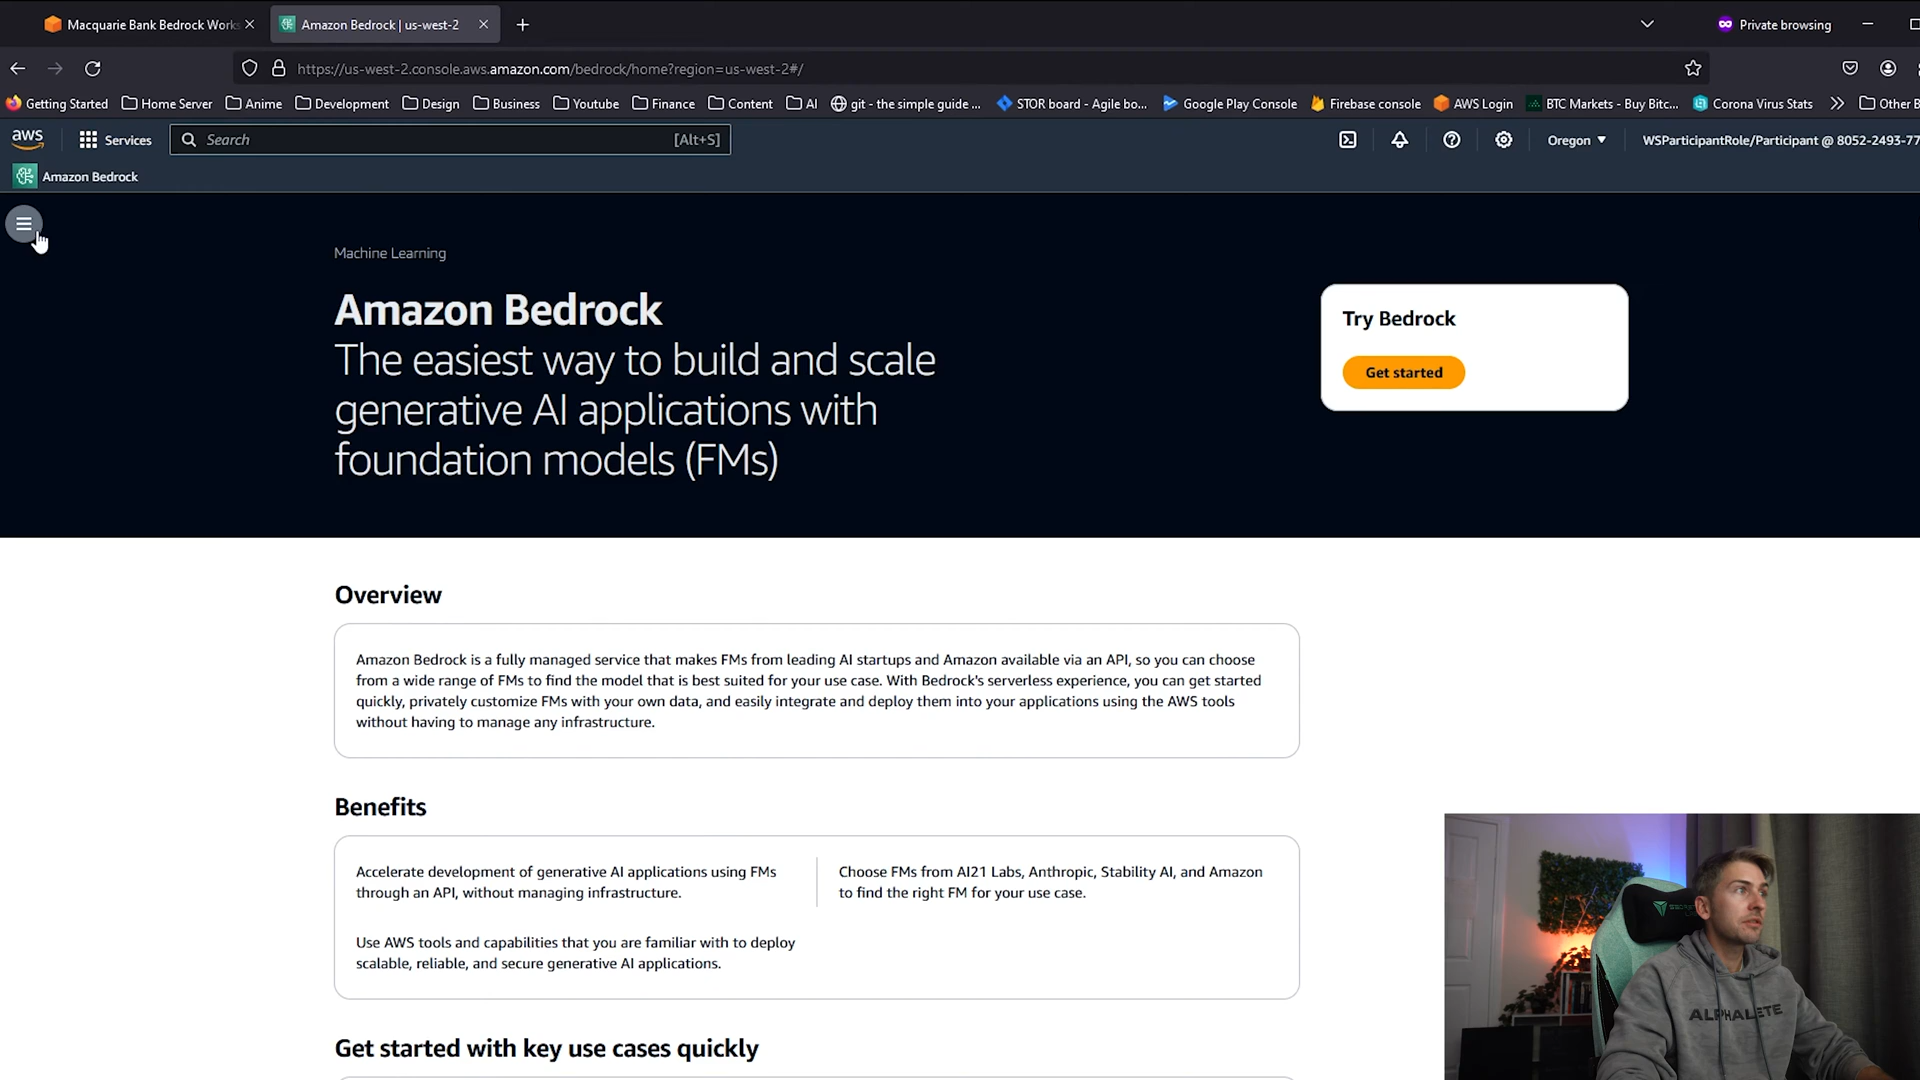 Macquarie Bank Bedrock Works
Amazon Bedrock | us-west-2
Private browsing
https://us-west-2.console.aws.amazon.com/bedrock/home?region=us-west-2#/
Getting Started
Home Server
Anime
Development
Design
Business
Youtube
Finance
Content
AI
git - the simple guide ...
STOR board - Agile bo...
Google Play Console
Firebase console
AWS Login
BTC Markets - Buy Bitc...
Corona Virus Stats
Other B
aws
Services
Search
[Alt+S]
Oregon
WSParticipantRole/Participant @ 8052-2493-77
Amazon Bedrock
Machine Learning
Amazon Bedrock
The easiest way to build and scale
generative AI applications with
foundation models (FMs)
Try Bedrock
Get started
Overview
Amazon Bedrock is a fully managed service that makes FMs from leading AI startups and Amazon available via an API, so you can choose
from a wide range of FMs to find the model that is best suited for your use case. With Bedrock's serverless experience, you can get started
quickly, privately customize FMs with your own data, and easily integrate and deploy them into your applications using the AWS tools
without having to manage any infrastructure.
Benefits
Accelerate development of generative AI applications using FMs
through an API, without managing infrastructure.
Choose FMs from AI21 Labs, Anthropic, Stability AI, and Amazon
to find the right FM for your use case.
Use AWS tools and capabilities that you are familiar with to deploy
scalable, reliable, and secure generative AI applications.
Get started with key use cases quickly
ALPHALETE